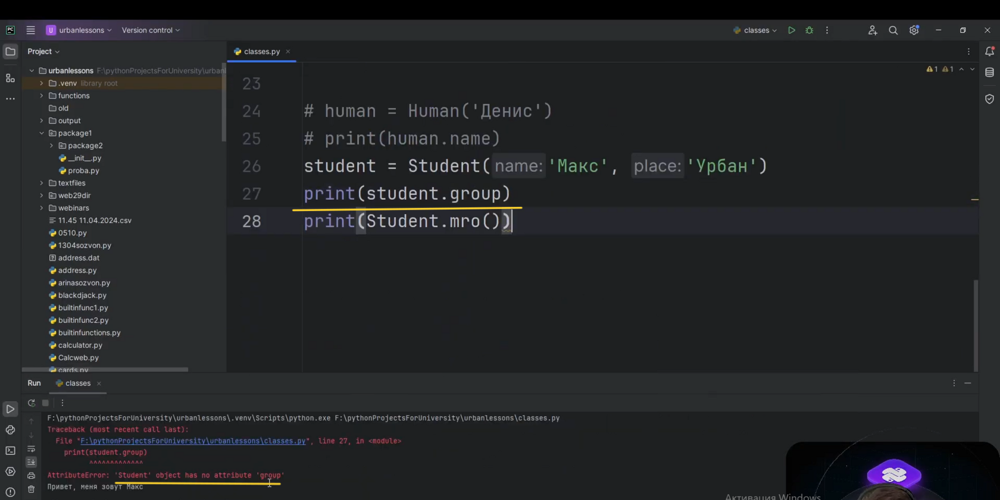 PC
U urbanlessons Version control
classes
Project
classes.py
urbanlessons F:\pythonProjectsForUniversity\urbanl
.venv library root
functions
old
output
package1
package2
__init__.py
proba.py
textfiles
web29dir
webinars
11.45 11.04.2024.csv
0510.py
1304sozvon.py
address.dat
address.py
arinasozvon.py
blackdjack.py
builtinfunc1.py
builtinfunc2.py
builtinfunctions.py
calculator.py
Calcweb.py
cards.py
1 1
23
24 # human = Human('Денис')
25 # print(human.name)
26 student = Student(name: 'Макс', place: 'Урбан')
27 print(student.group)
28 print(Student.mro())
Run classes
F:\pythonProjectsForUniversity\urbanlessons\.venv\Scripts\python.exe F:\pythonProjectsForUniversity\urbanlessons\classes.py
Traceback (most recent call last):
File "F:\pythonProjectsForUniversity\urbanlessons\classes.py", line 27, in <module>
print(student.group)
^^^^^^^^^^^^^
AttributeError: 'Student' object has no attribute 'group'
Привет, меня зовут Макс
Активация Windows